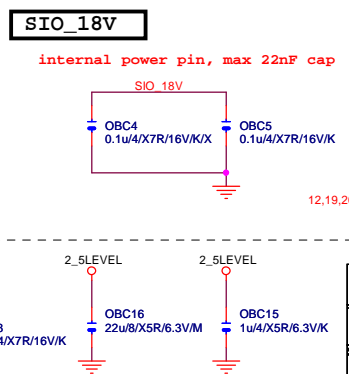 SIO_18V
internal power pin, max 22nF cap
SIO_18V
OBC4
0.1u/4/X7R/16V/K/X
OBC5
0.1u/4/X7R/16V/K
12,19,2
2_5LEVEL
2_5LEVEL
OBC16
22u/8/X5R/6.3V/M
OBC15
1u/4/X5R/6.3V/K
/X7R/16V/K